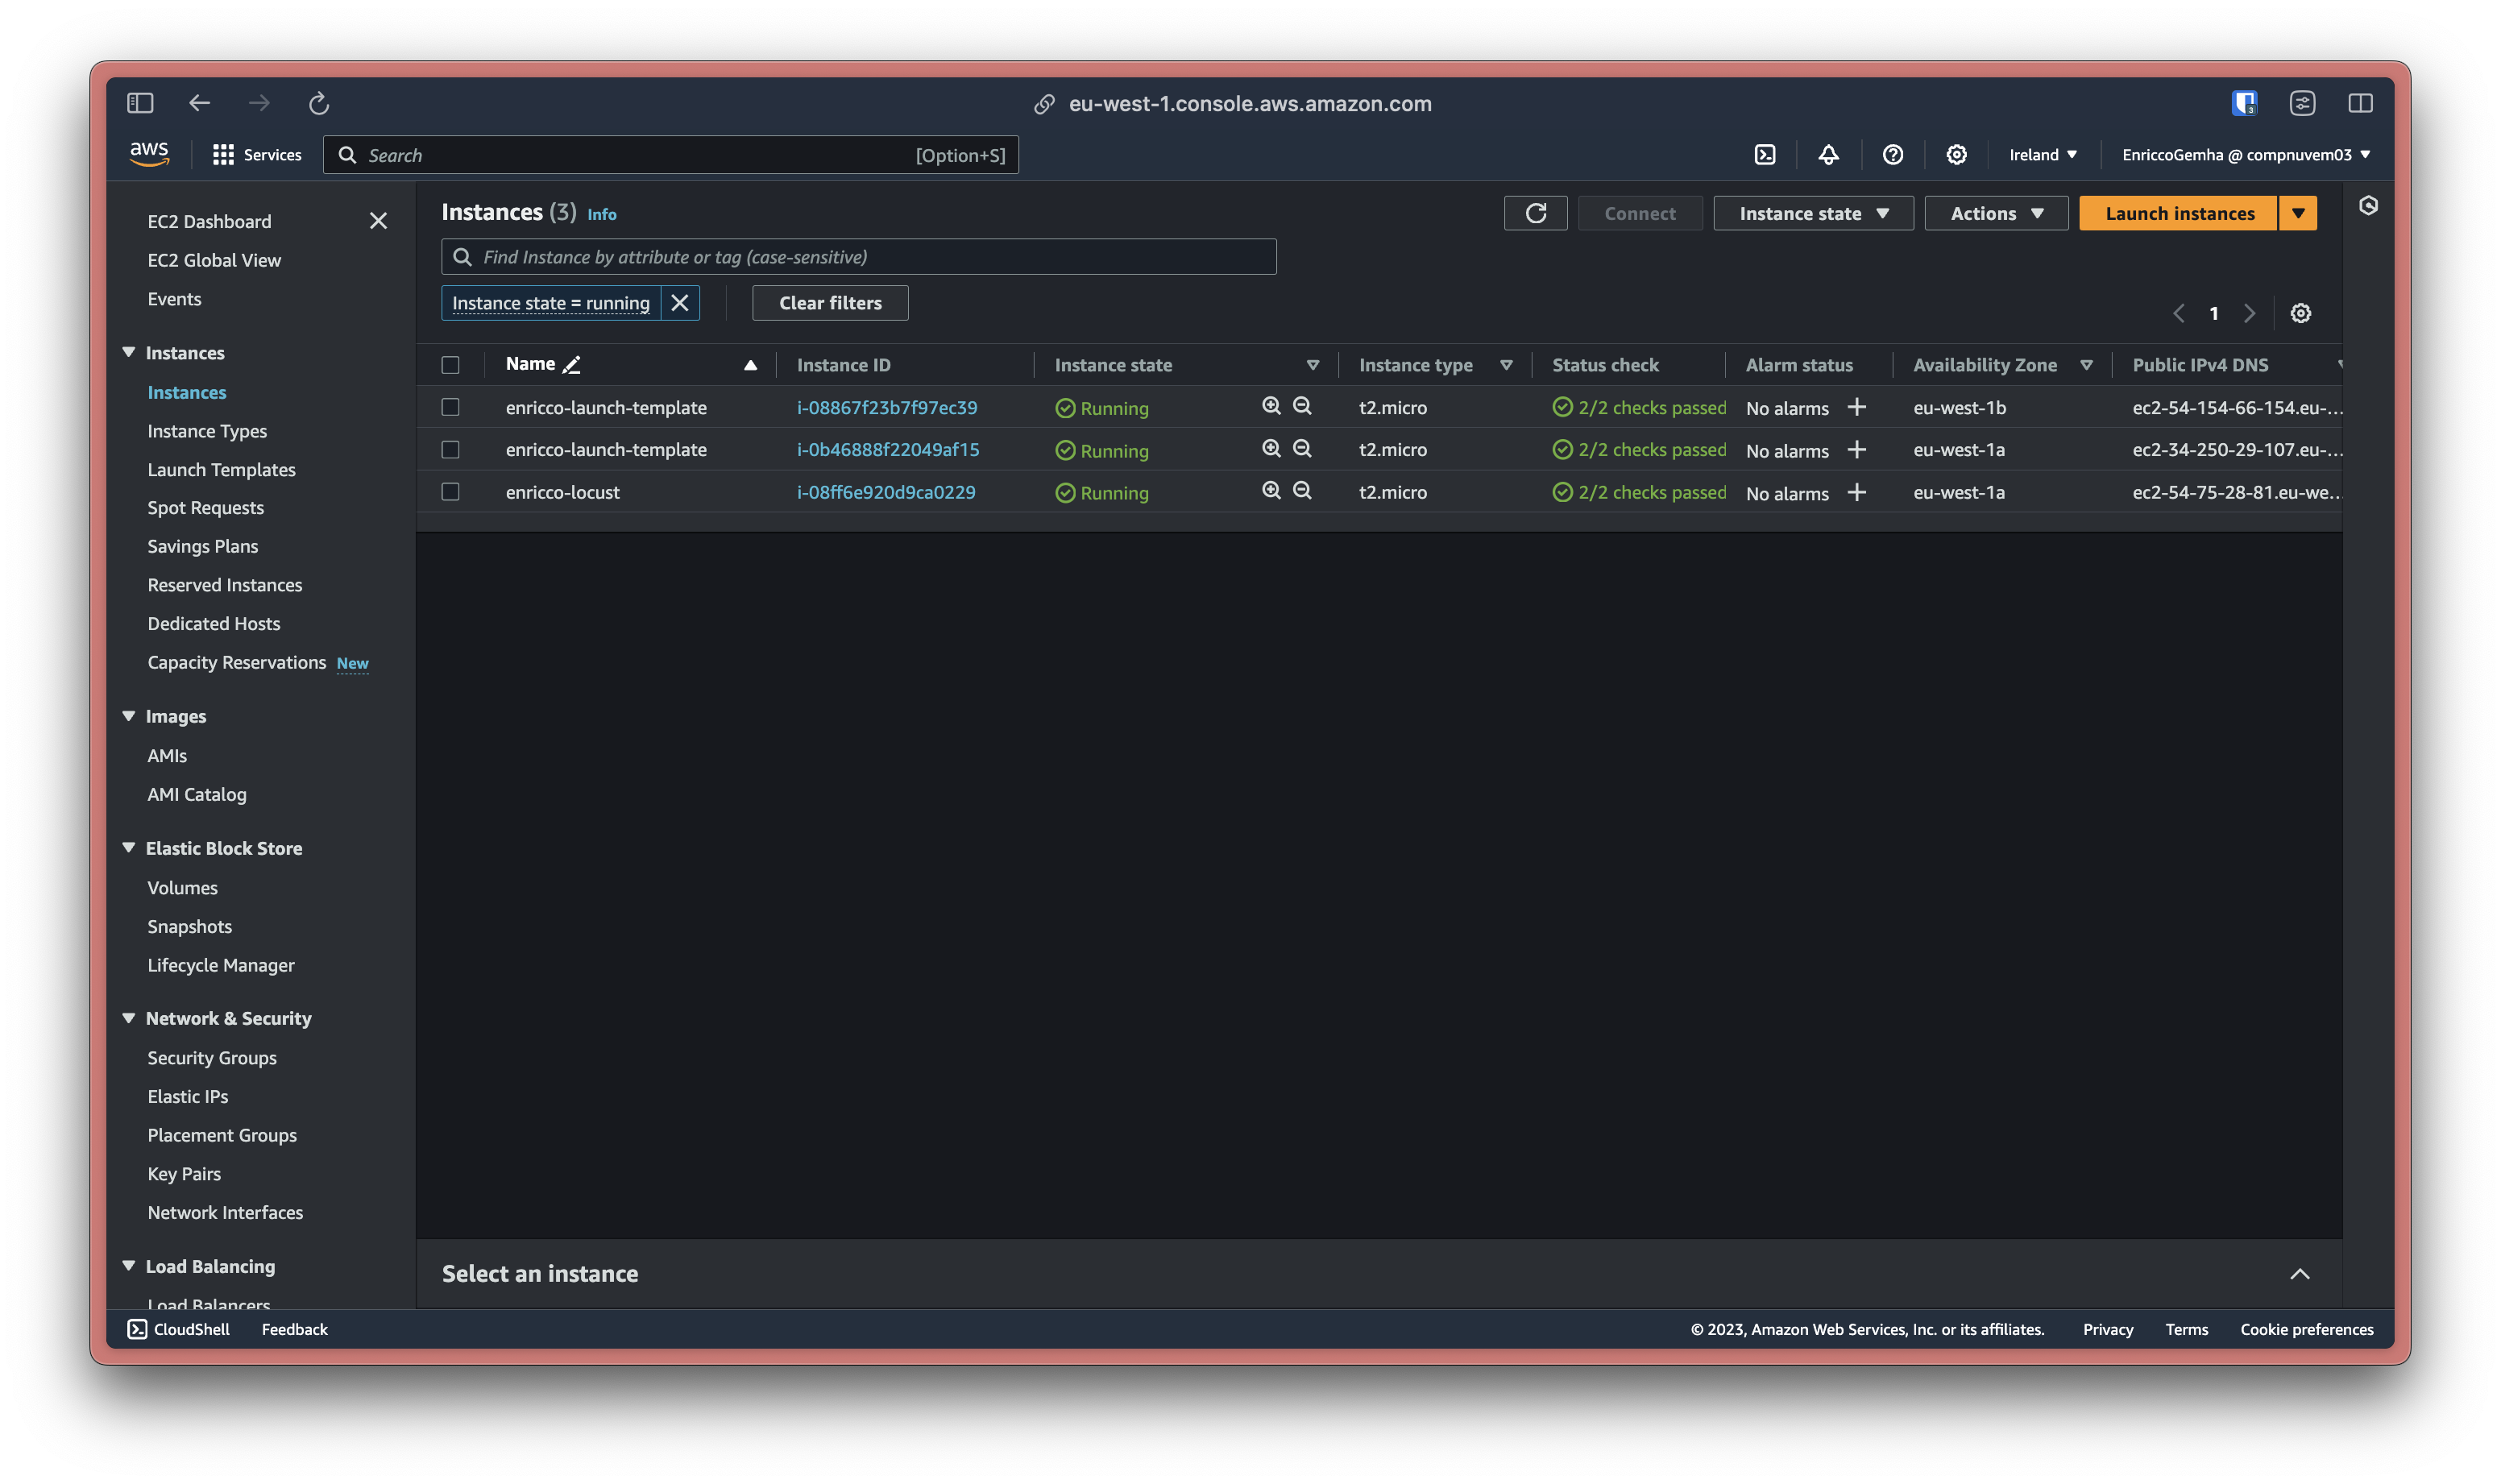 eu-west-1.console.aws.amazon.com
3
aws Services Search [Option+S] Ireland EnriccoGemha @ compnuvem03
EC2 Dashboard
EC2 Global View
Events
Instances
Instances
Instance Types
Launch Templates
Spot Requests
Savings Plans
Reserved Instances
Dedicated Hosts
Capacity Reservations New
Images
AMIs
AMI Catalog
Elastic Block Store
Volumes
Snapshots
Lifecycle Manager
Network & Security
Security Groups
Elastic IPs
Placement Groups
Key Pairs
Network Interfaces
Load Balancing
Load Balancers
Instances (3) Info Connect Instance state Actions Launch instances
Find Instance by attribute or tag (case-sensitive)
Instance state = running Clear filters
1
Name Instance ID Instance state Instance type Status check Alarm status Availability Zone Public IPv4 DNS
enricco-launch-template i-08867f23b7f97ec39 Running t2.micro 2/2 checks passed No alarms eu-west-1b ec2-54-154-66-154.eu-...
enricco-launch-template i-0b46888f22049af15 Running t2.micro 2/2 checks passed No alarms eu-west-1a ec2-34-250-29-107.eu-...
enricco-locust i-08ff6e920d9ca0229 Running t2.micro 2/2 checks passed No alarms eu-west-1a ec2-54-75-28-81.eu-we...
Select an instance
CloudShell Feedback © 2023, Amazon Web Services, Inc. or its affiliates. Privacy Terms Cookie preferences